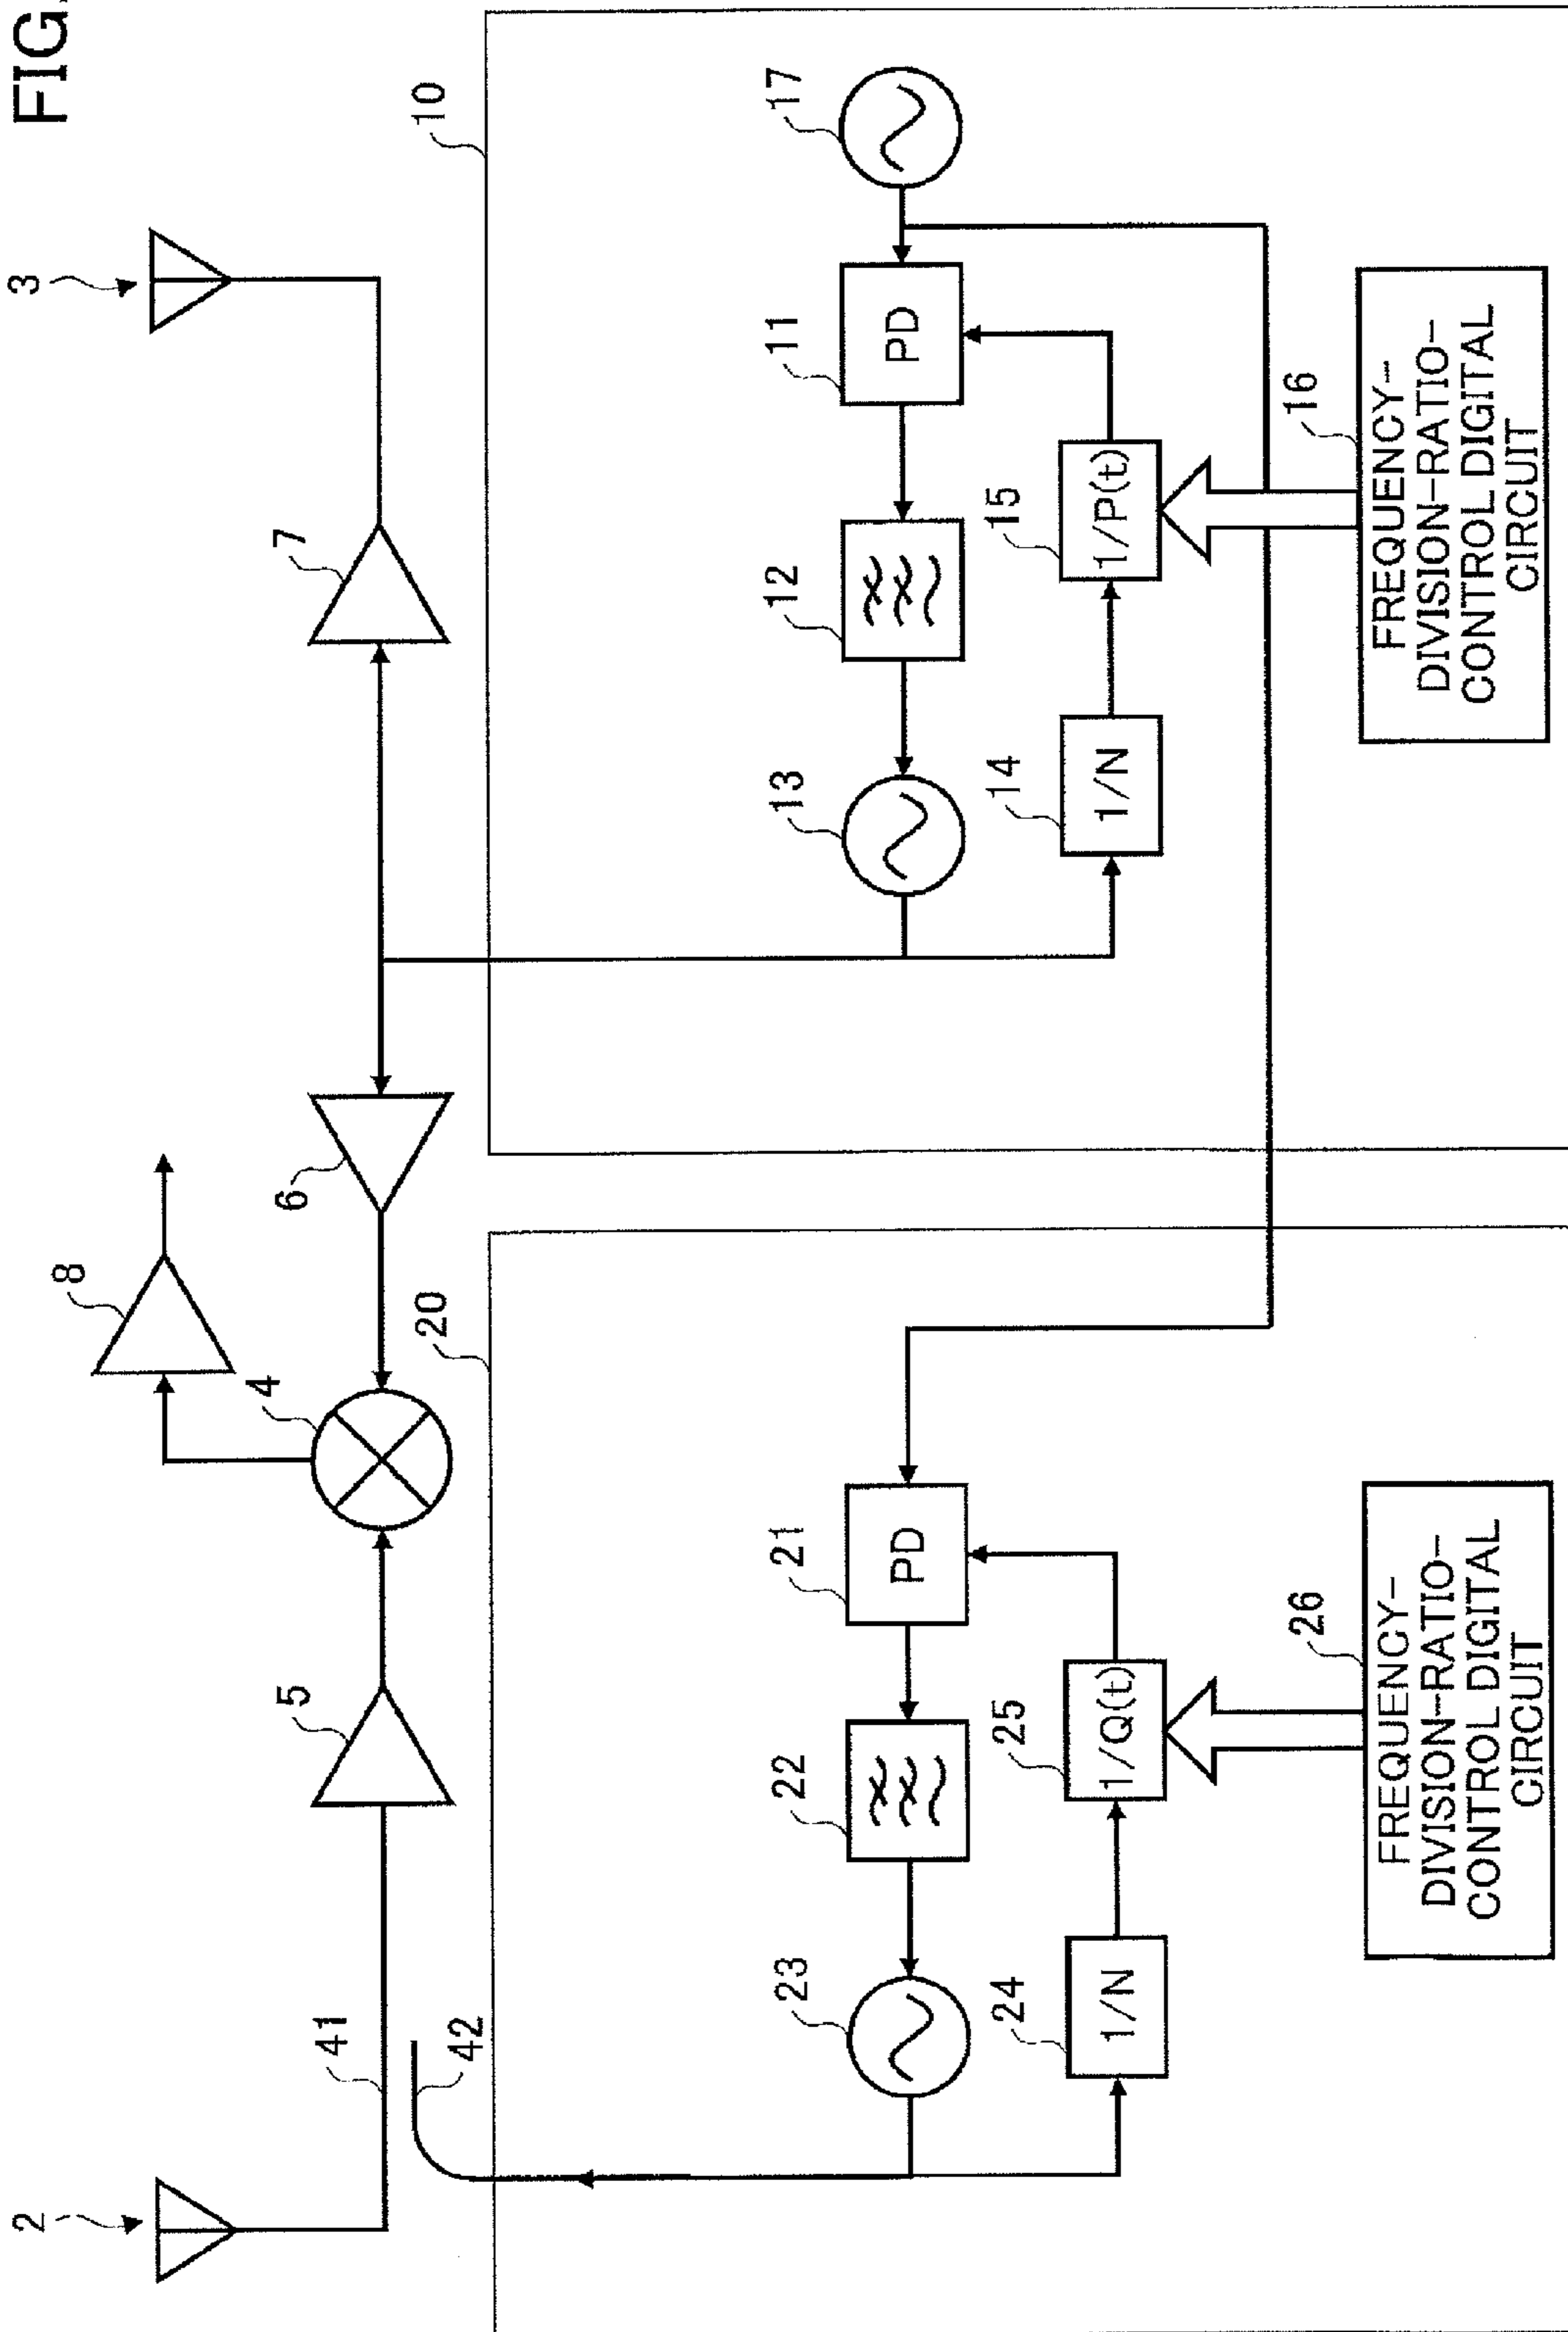 FIG.
2
3
41
42
5
4
8
6
7
20
10
23
22
21
PD
24
1/N
25
1/Q(t)
26
FREQUENCY-
DIVISION-RATIO-
CONTROL DIGITAL
CIRCUIT
13
12
11
PD
17
14
1/N
15
1/P(t)
16
FREQUENCY-
DIVISION-RATIO-
CONTROL DIGITAL
CIRCUIT